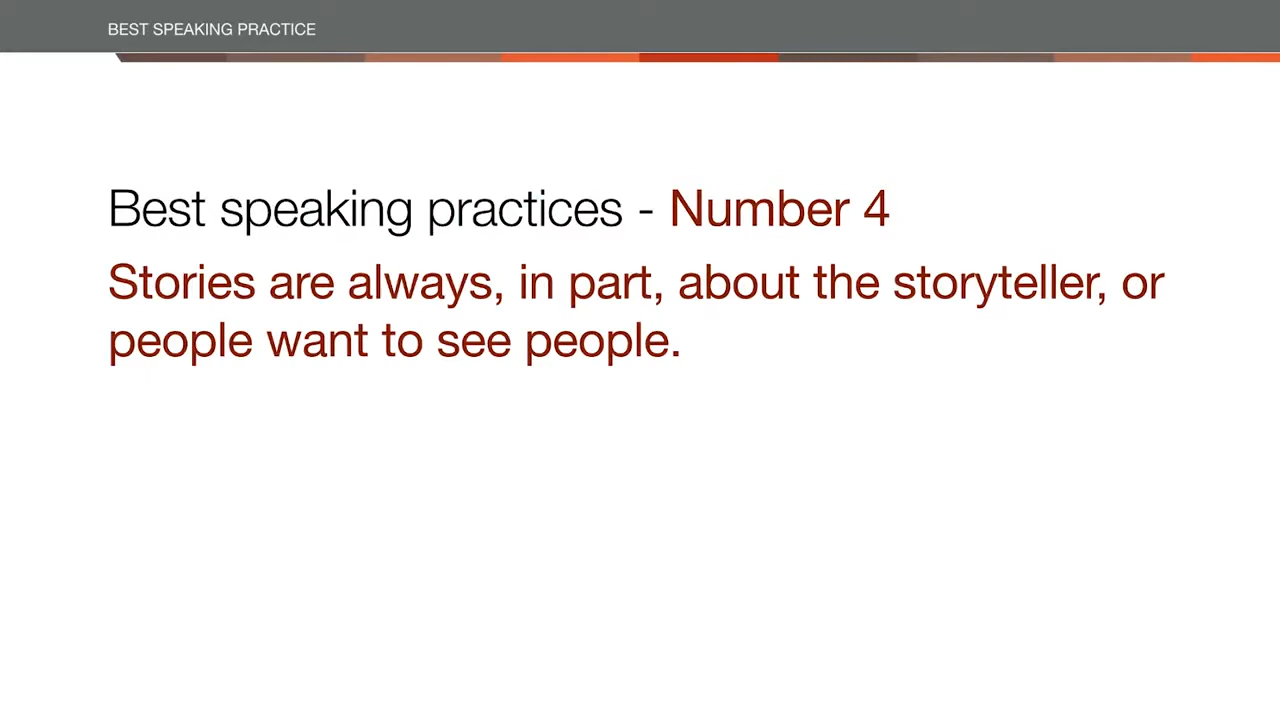 BEST SPEAKING PRACTICE
Best speaking practices - Number 4
Stories are always, in part, about the storyteller, or
people want to see people.